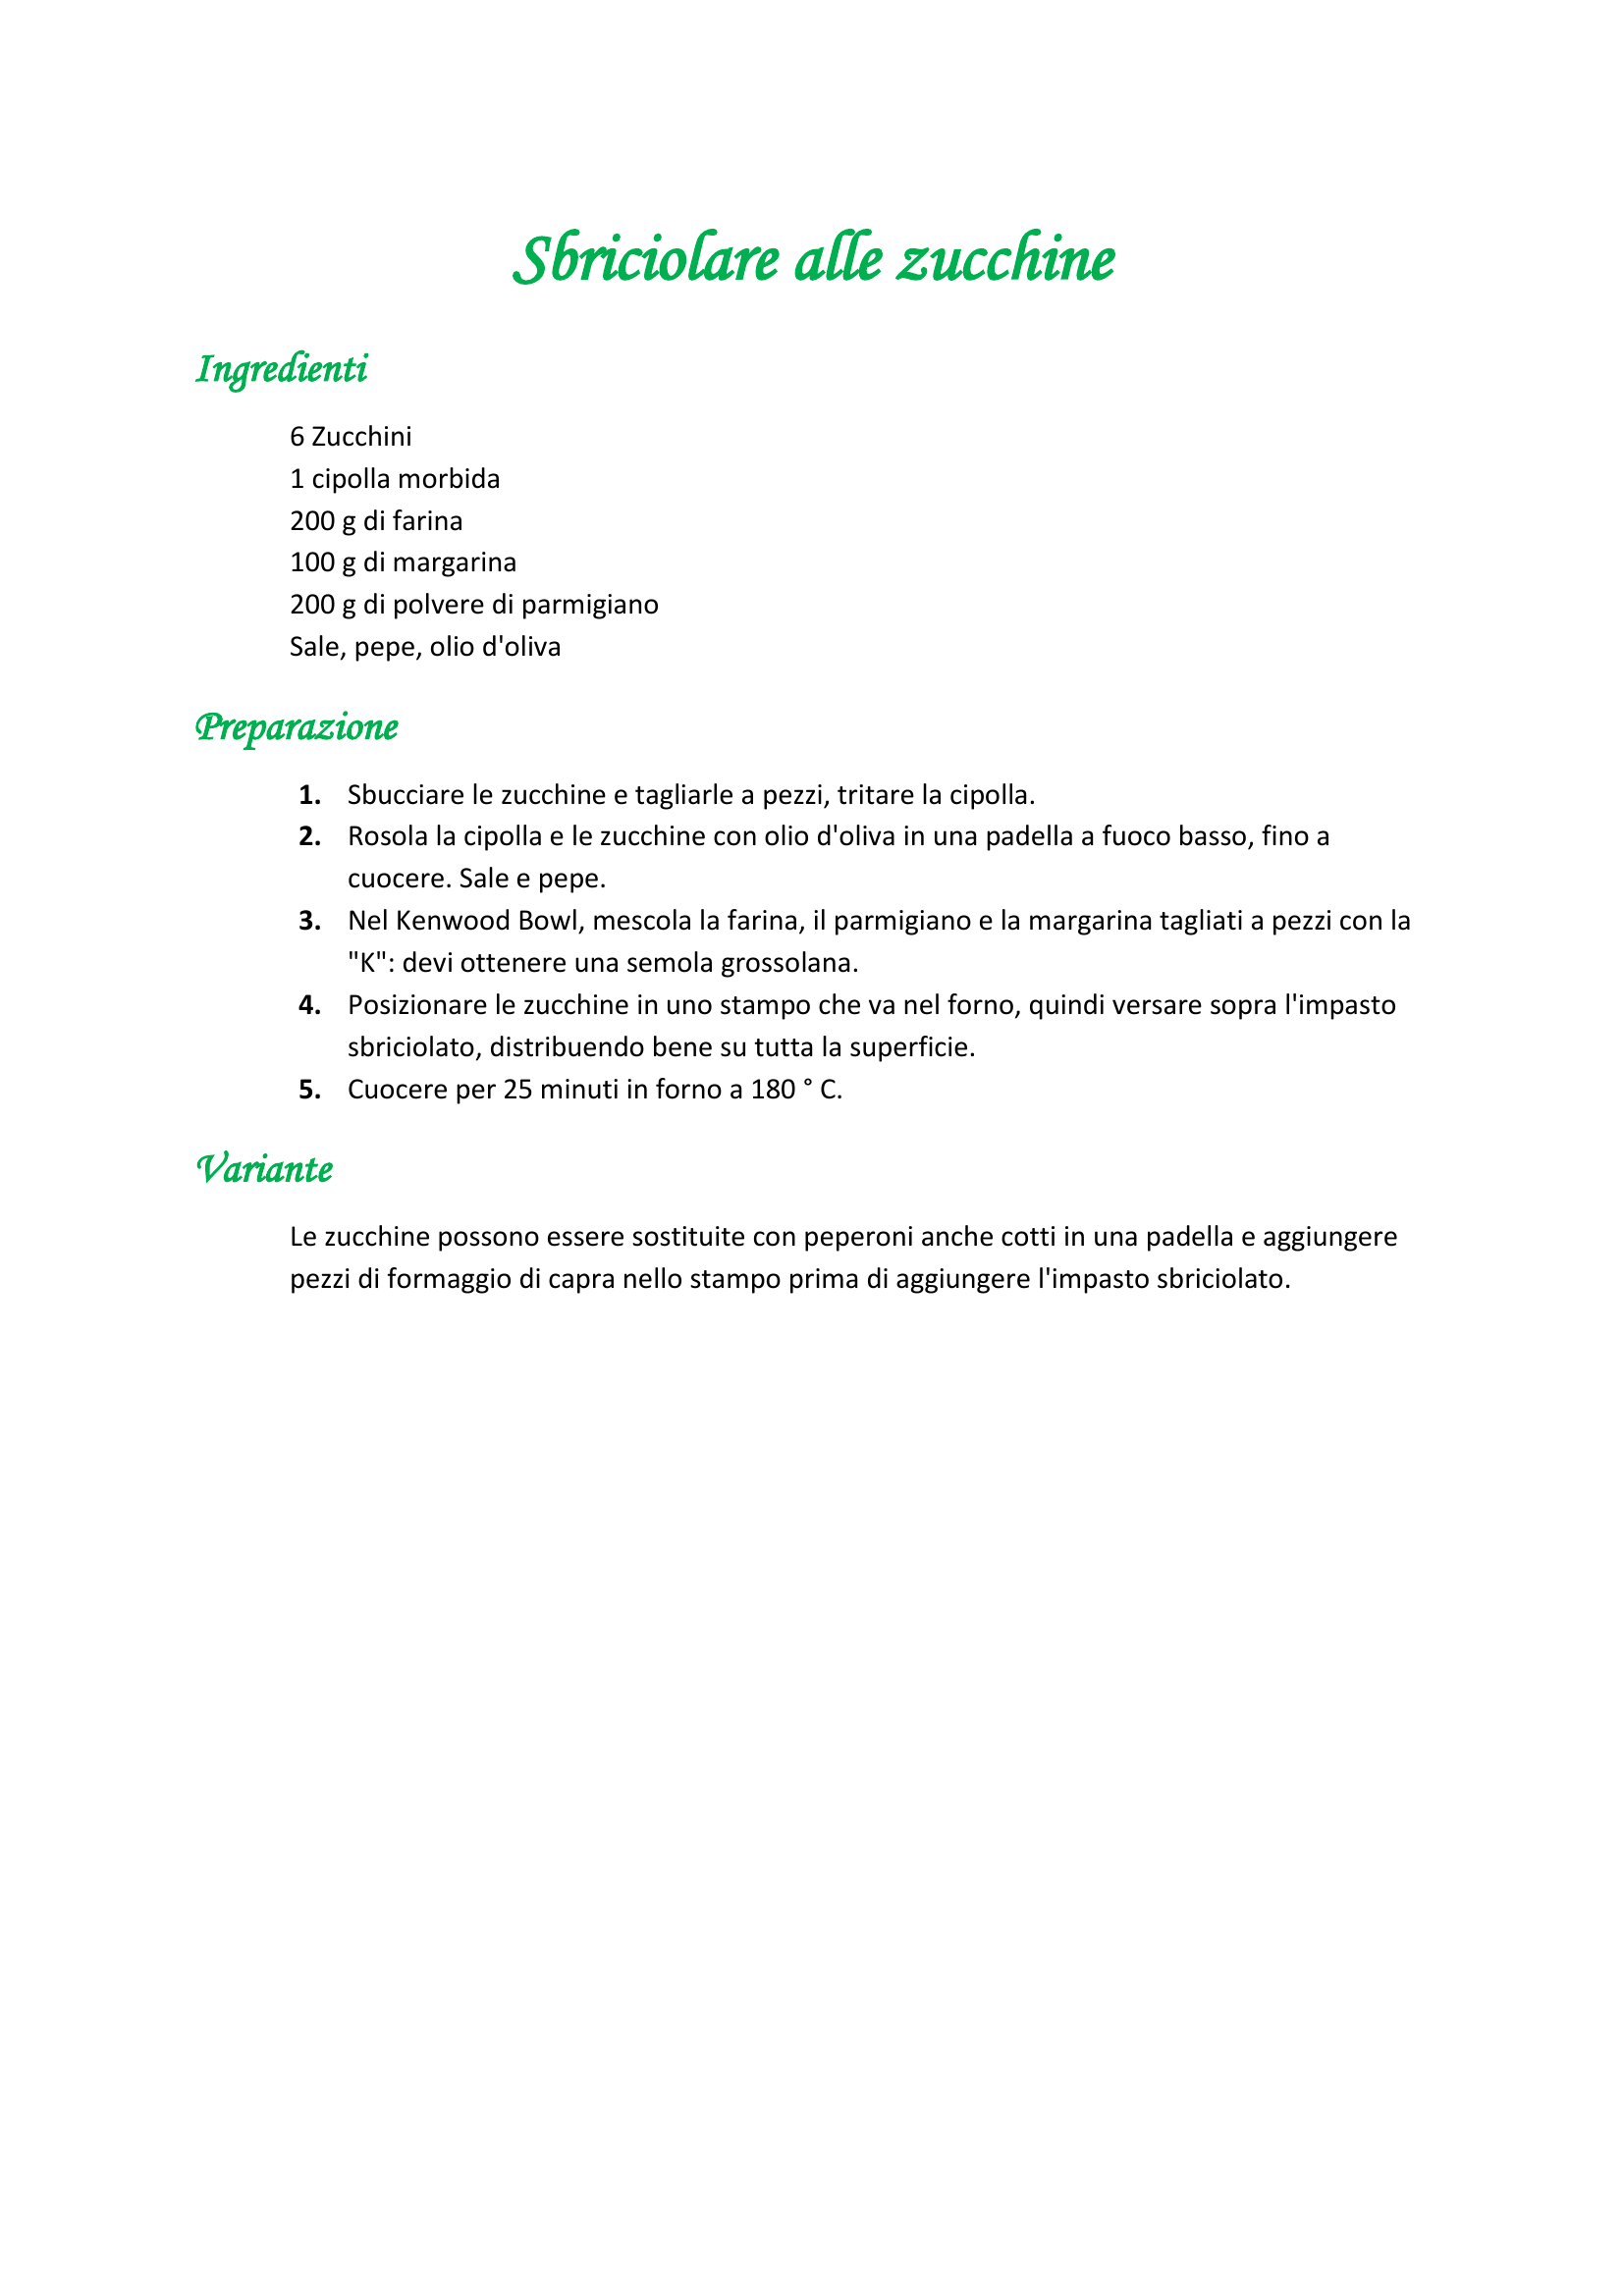 Sbriciolare alle zucchine
Ingredienti
6 Zucchini
1 cipolla morbida
200 g di farina
100 g di margarina
200 g di polvere di parmigiano
Sale, pepe, olio d'oliva
Preparazione
1. Sbucciare le zucchine e tagliarle a pezzi, tritare la cipolla.
2. Rosola la cipolla e le zucchine con olio d'oliva in una padella a fuoco basso, fino a
cuocere. Sale e pepe.
3. Nel Kenwood Bowl, mescola la farina, il parmigiano e la margarina tagliati a pezzi con la
"K": devi ottenere una semola grossolana.
4. Posizionare le zucchine in uno stampo che va nel forno, quindi versare sopra l'impasto
sbriciolato, distribuendo bene su tutta la superficie.
5. Cuocere per 25 minuti in forno a 180 ° C.
Variante
Le zucchine possono essere sostituite con peperoni anche cotti in una padella e aggiungere
pezzi di formaggio di capra nello stampo prima di aggiungere l'impasto sbriciolato.